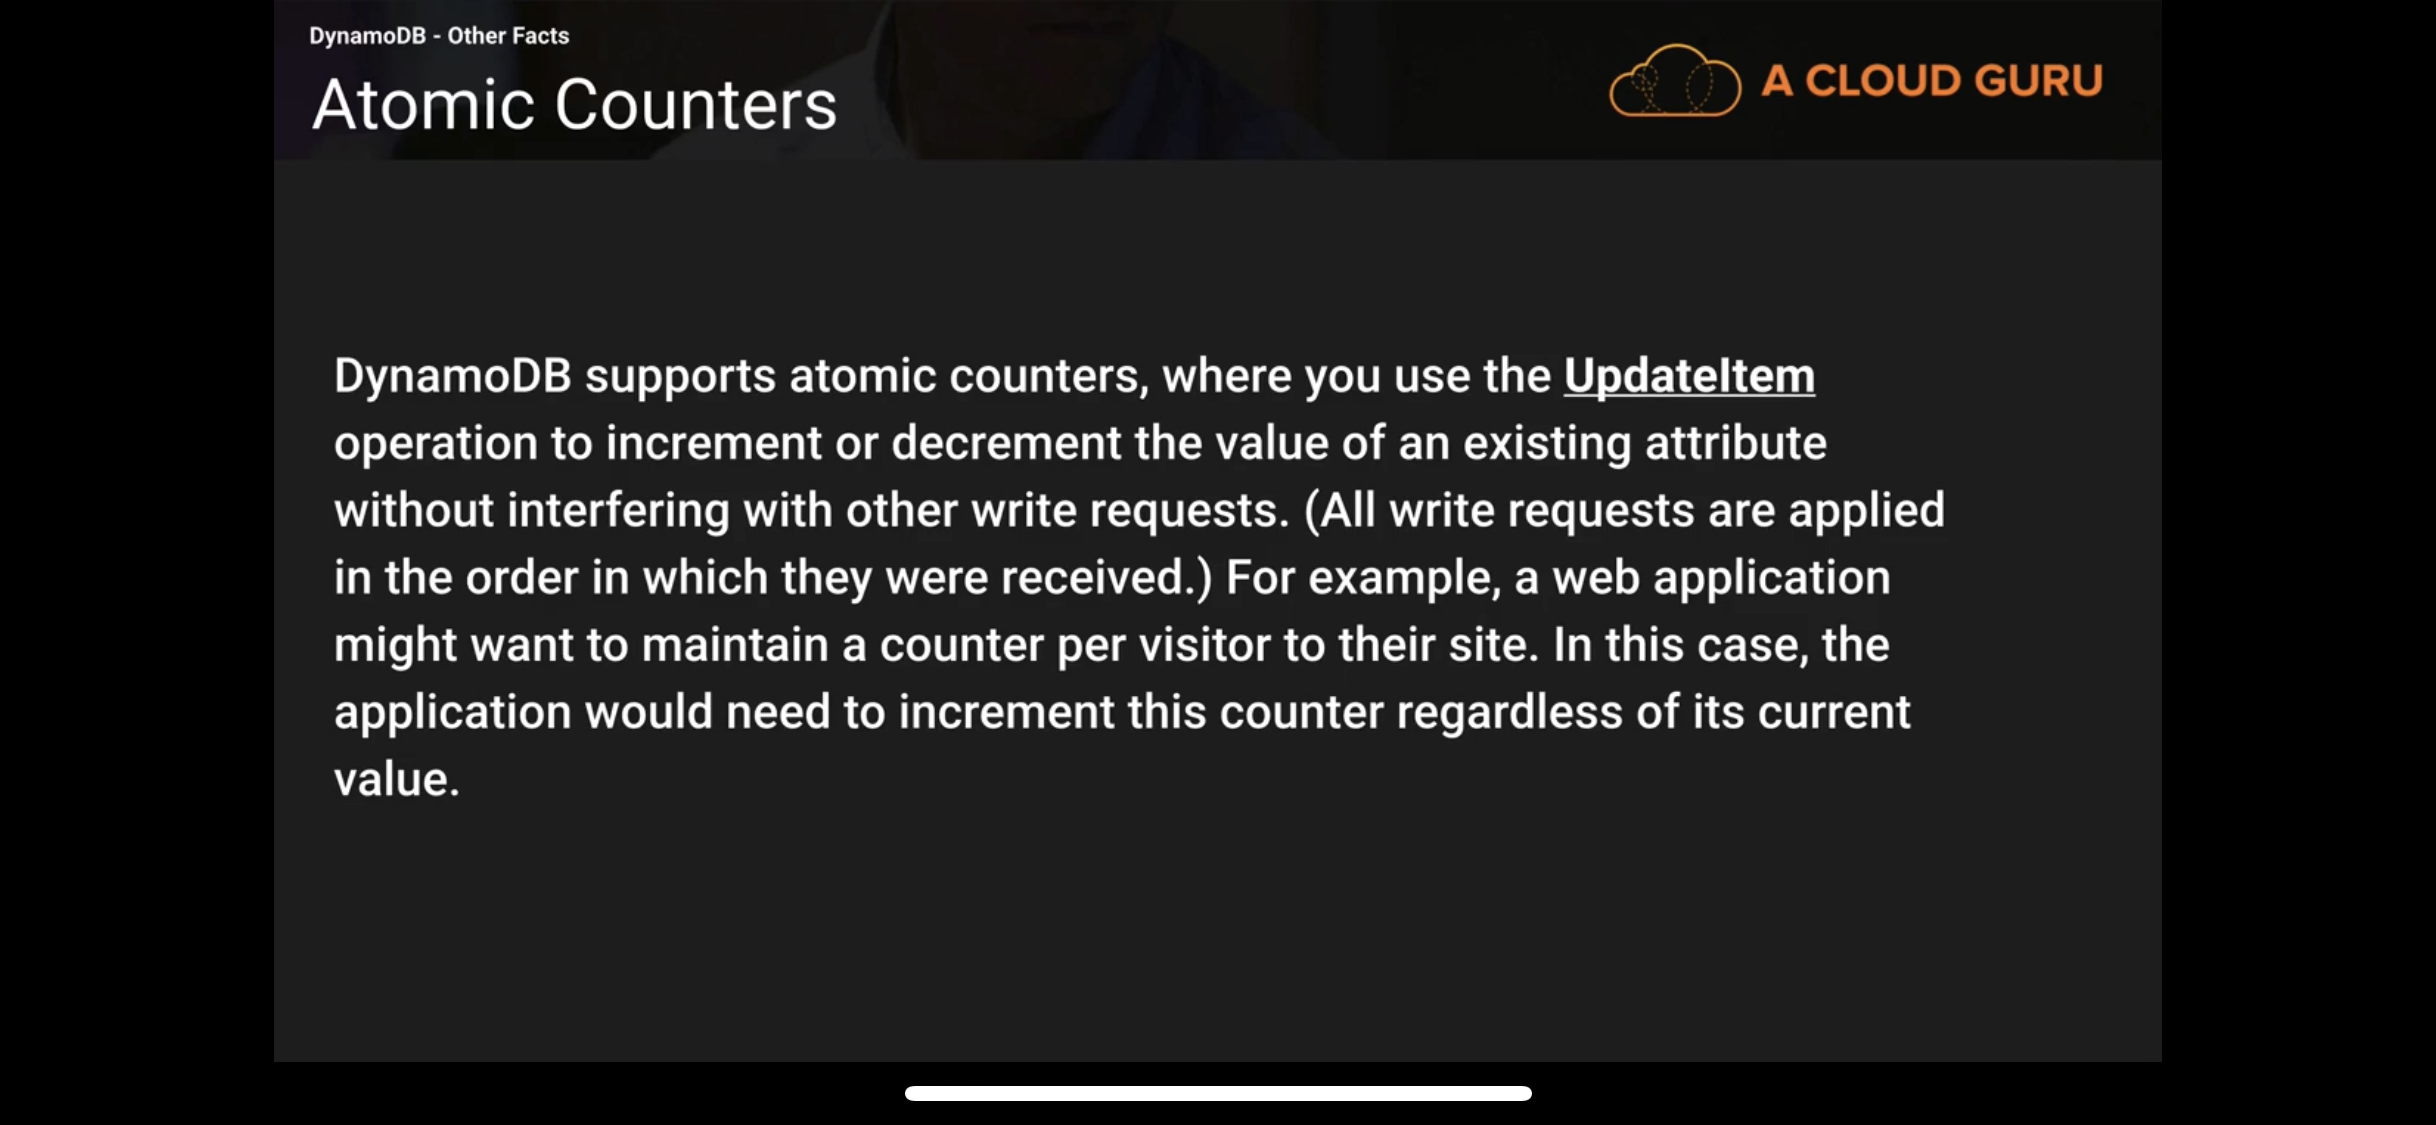 DynamoDB - Other Facts
Atomic Counters
A CLOUD GURU
DynamoDB supports atomic counters, where you use the UpdateItem
operation to increment or decrement the value of an existing attribute
without interfering with other write requests. (All write requests are applied
in the order in which they were received.) For example, a web application
might want to maintain a counter per visitor to their site. In this case, the
application would need to increment this counter regardless of its current
value.